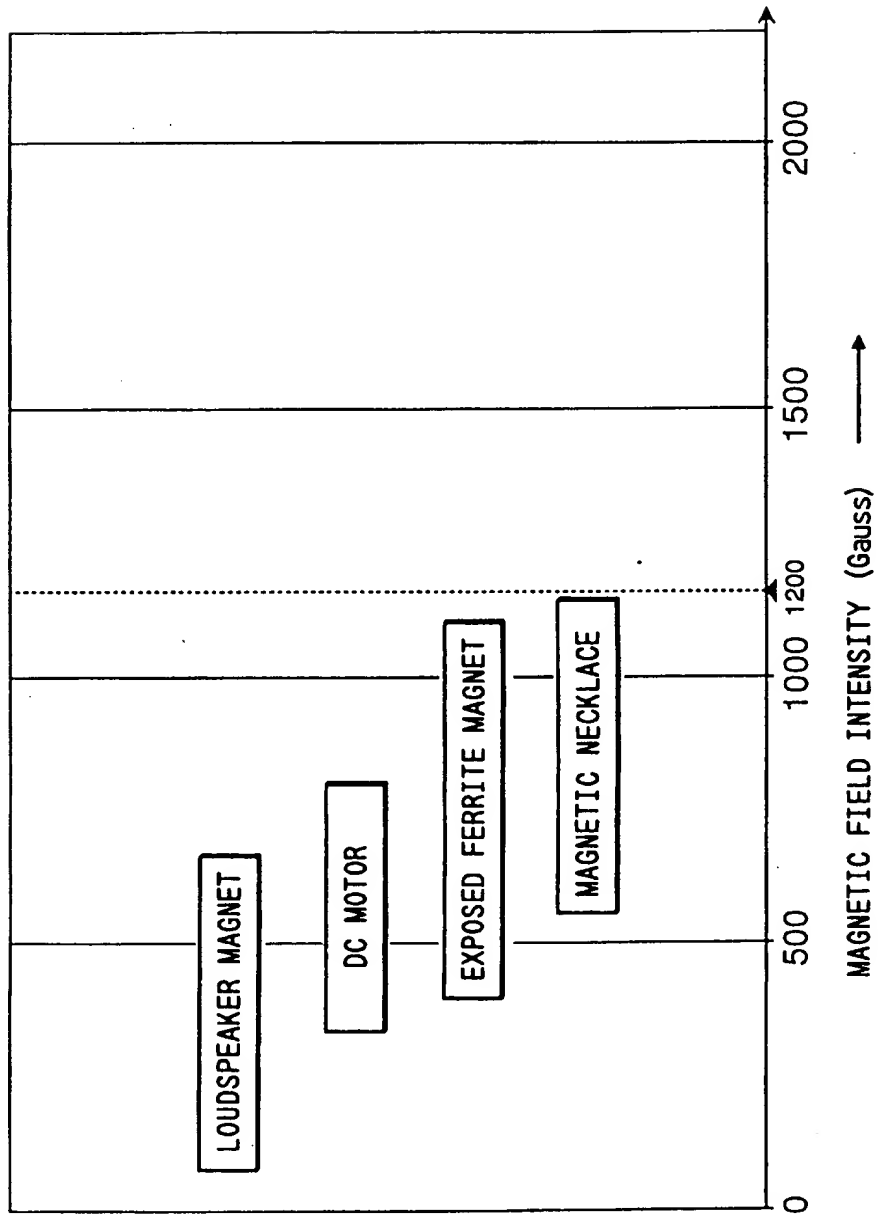 LOUDSPEAKER MAGNET
DC MOTOR
EXPOSED FERRITE MAGNET
MAGNETIC NECKLACE
0
500
1000
1200
1500
2000
MAGNETIC FIELD INTENSITY (Gauss)